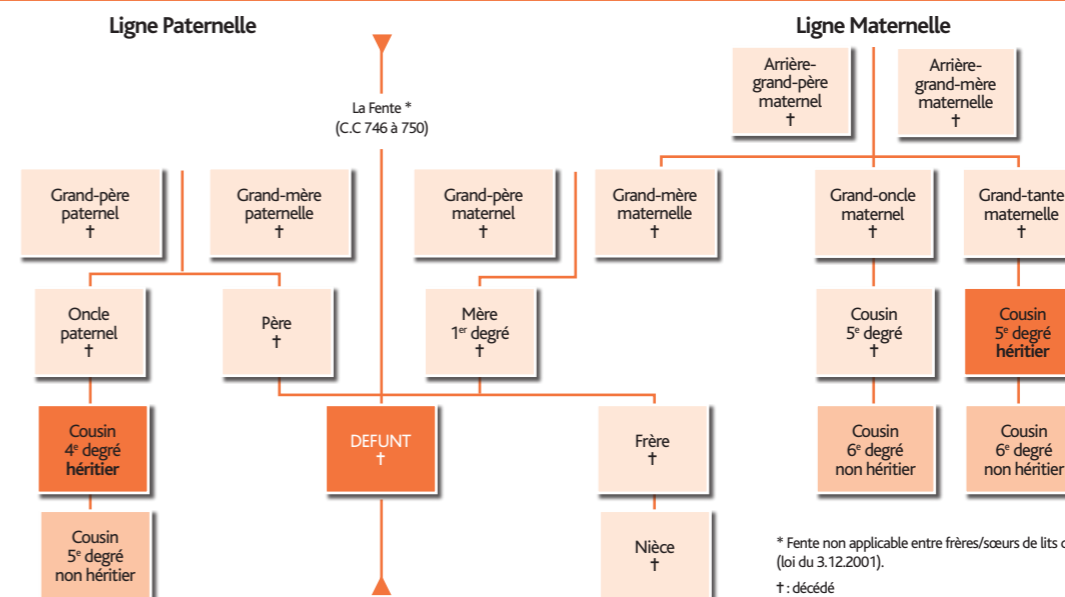 Ligne Paternelle
Ligne Maternelle
La Fente *
(C.C 746 à 750)
Arrière-
grand-père
maternel
†
Arrière-
grand-mère
maternelle
†
Grand-père
paternel
†
Grand-mère
paternelle
†
Grand-père
maternel
†
Grand-mère
maternelle
†
Grand-oncle
maternel
†
Grand-tante
maternelle
†
Oncle
paternel
†
Père
†
Mère
1er degré
†
Cousin
5e degré
†
Cousin
5e degré
héritier
Cousin
4e degré
héritier
DEFUNT
†
Frère
†
Cousin
6e degré
non héritier
Cousin
6e degré
non héritier
Cousin
5e degré
non héritier
Nièce
†
* Fente non applicable entre frères/sœurs de lits
(loi du 3.12.2001).
† : décédé